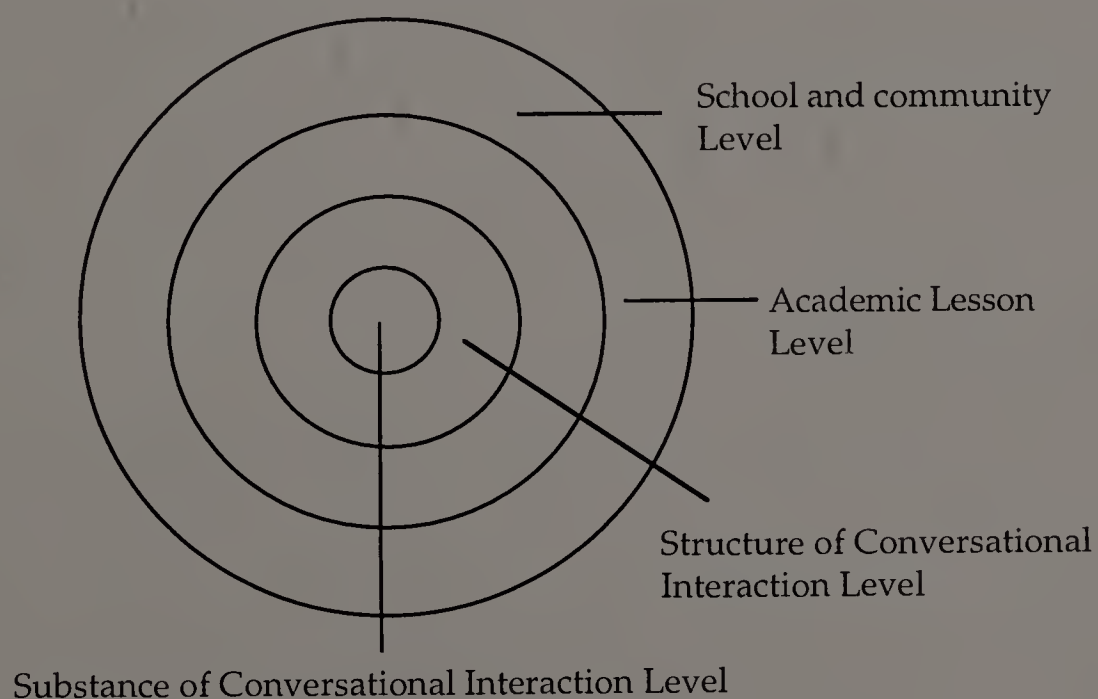 School and community
Level
Academic Lesson
Level
Structure of Conversational
Interaction Level
Substance of Conversational Interaction Level